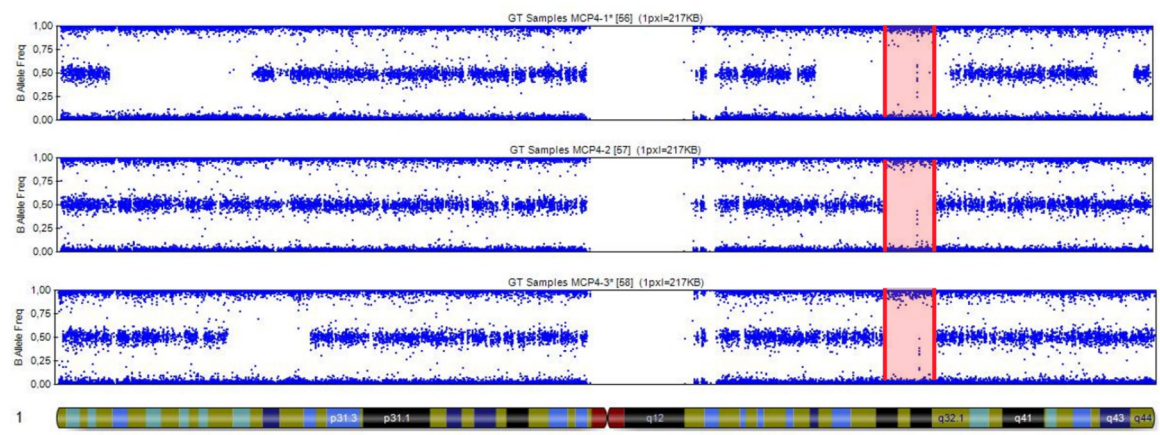 GT Samples MCP4-1* [56] (1pxl=217KB)
B Allele Freq
1,00
0,75
0,50
0,25
0,00
GT Samples MCP4-2 [57] (1pxl=217KB)
B Allele Freq
1,00
0,75
0,50
0,25
0,00
GT Samples MCP4-3* [58] (1pxl=217KB)
B Allele Freq
1,00
0,75
0,50
0,25
0,00
1 p31.3 p31.1 q12 q32.1 q41 q43 q44